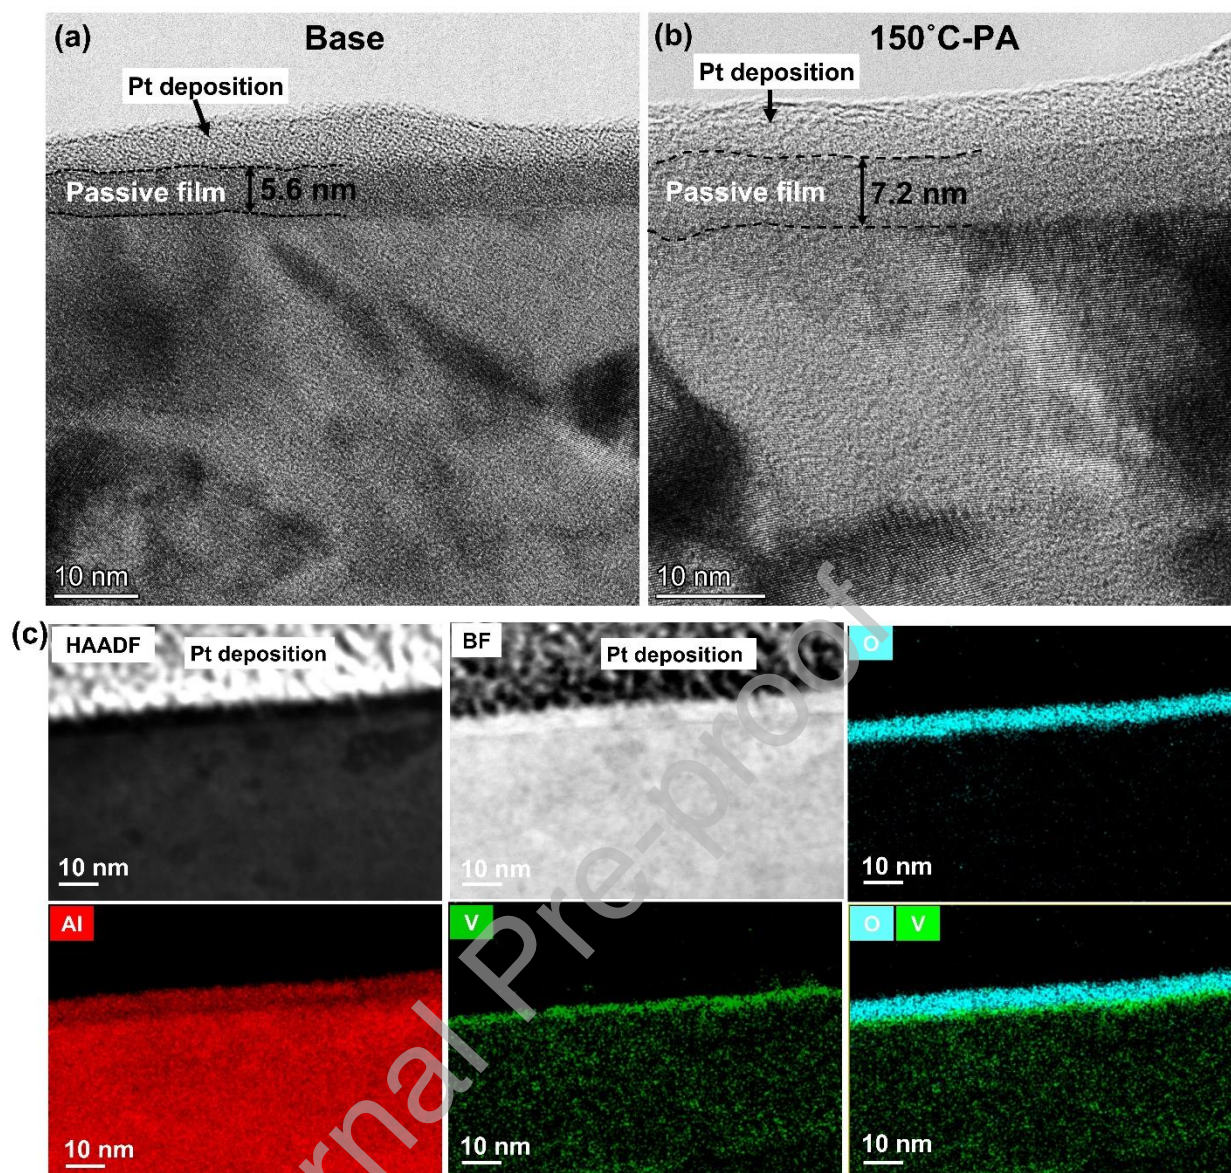 (a) Base
Pt deposition
Passive film 5.6 nm
10 nm
(b) 150˚C-PA
Pt deposition
Passive film 7.2 nm
10 nm
(c)
HAADF Pt deposition
10 nm
BF Pt deposition
10 nm
O
10 nm
Al
10 nm
V
10 nm
O V
10 nm
rnal Pre-proof